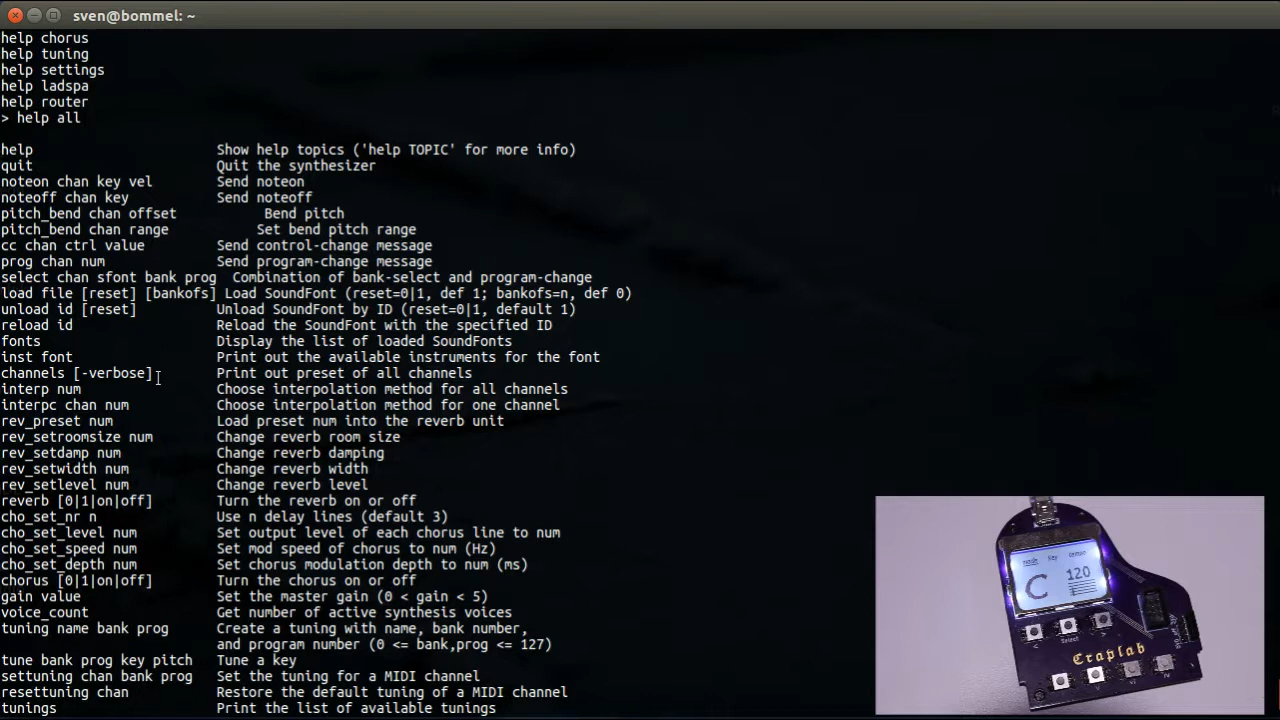 sven@bommel: ~
help chorus
help tuning
help settings
help ladspa
help router
> help all
help Show help topics ('help TOPIC' for more info)
quit Quit the synthesizer
noteon chan key vel Send noteon
noteoff chan key Send noteoff
pitch_bend chan offset Bend pitch
pitch_bend chan range Set bend pitch range
cc chan ctrl value Send control-change message
prog chan num Send program-change message
select chan sfont bank prog Combination of bank-select and program-change
load file [reset] [bankofs] Load SoundFont (reset=0|1, def 1; bankofs=n, def 0)
unload id [reset] Unload SoundFont by ID (reset=0|1, default 1)
reload id Reload the SoundFont with the specified ID
fonts Display the list of loaded SoundFonts
inst font Print out the available instruments for the font
channels [-verbose] Print out preset of all channels
interp num Choose interpolation method for all channels
interpc chan num Choose interpolation method for one channel
rev_preset num Load preset num into the reverb unit
rev_setroomsize num Change reverb room size
rev_setdamp num Change reverb damping
rev_setwidth num Change reverb width
rev_setlevel num Change reverb level
reverb [0|1|on|off] Turn the reverb on or off
cho_set_nr n Use n delay lines (default 3)
cho_set_level num Set output level of each chorus line to num
cho_set_speed num Set mod speed of chorus to num (Hz)
cho_set_depth num Set chorus modulation depth to num (ms)
chorus [0|1|on|off] Turn the chorus on or off
gain value Set the master gain (0 < gain < 5)
voice_count Get number of active synthesis voices
tuning name bank prog Create a tuning with name, bank number,
and program number (0 <= bank,prog <= 127)
tune bank prog key pitch Tune a key
settuning chan bank prog Set the tuning for a MIDI channel
resettuning chan Restore the default tuning of a MIDI channel
tunings Print the list of available tunings
mode Key
C 120
< Select >
Craplab